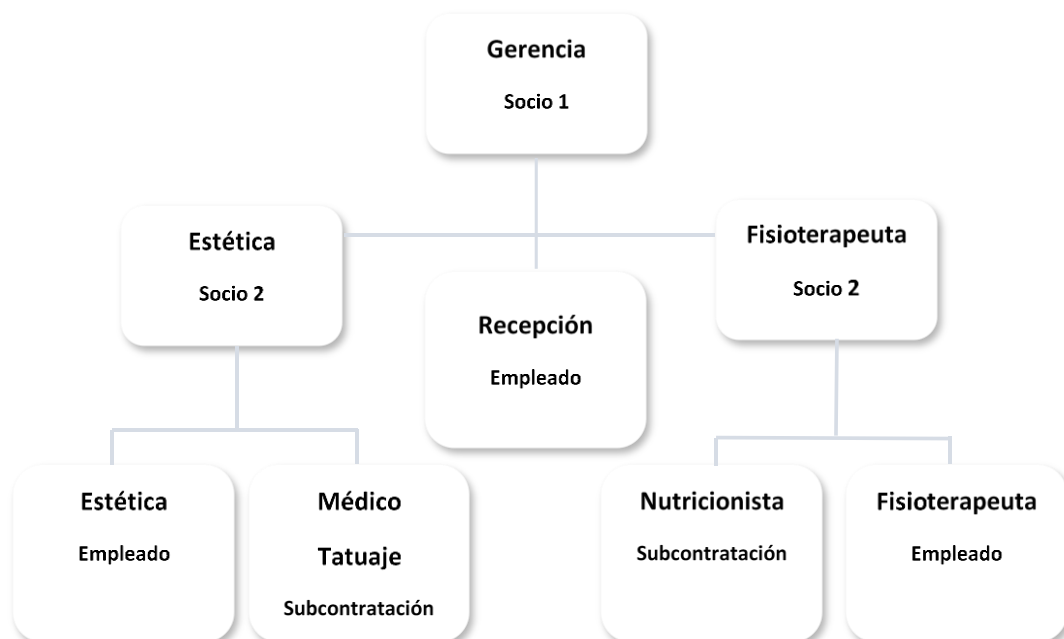 Gerencia
Socio 1
Estética
Socio 2
Recepción
Empleado
Fisioterapeuta
Socio 2
Estética
Empleado
Médico
Tatuaje
Subcontratación
Nutricionista
Subcontratación
Fisioterapeuta
Empleado